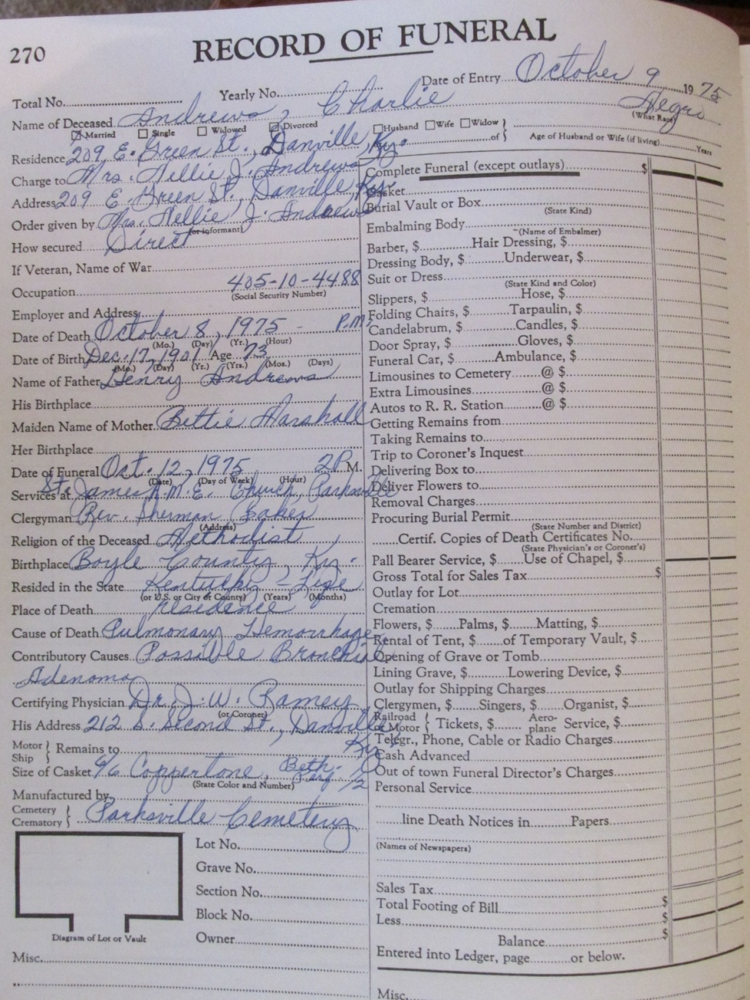 270
RECORD OF FUNERAL
Total No. Yearly No. Date of Entry October 9 1975
Name of Deceased Andrews, Charlie Negro
(What Race)
Married Single Widowed Divorced Husband Wife Widow
of Age of Husband or Wife (if living) Years
Residence 209 E. Green St., Danville, Ky.
Charge to Mrs. Nellie J. Andrews
Address 209 E. Green St., Danville Ky.
Order given by Mrs. Nellie J. Andrews
(or informant)
How secured Direct
If Veteran, Name of War
Occupation 405-10-4488
(Social Security Number)
Employer and Address
Date of Death October 8, 1975 - P.M.
(Mo.) (Day) (Yr.) (Hour)
Date of Birth Dec. 17, 1901 Age 73
(Mo.) (Day) (Yr.) (Yrs.) (Mos.) (Days)
Name of Father Henry Andrews
His Birthplace
Maiden Name of Mother Bettie Marshall
Her Birthplace
Date of Funeral Oct. 12, 1975 2 P M.
(Date) (Day of Week) (Hour)
Services at St. James A.M.E. Church, Parksville
Clergyman Rev. Sherman Oakes
(Address)
Religion of the Deceased Methodist
Birthplace Boyle County, Ky.
Resided in the State Kentucky - Life
(or U.S. or City or County) (Years) (Months)
Place of Death residence
Cause of Death Pulmonary Hemorrhage
Contributory Causes Possible Bronchial
Adenoma
Certifying Physician Dr. J. W. Ramey
(or Coroner)
His Address 212 S. Second St., Danville
Ky.
Motor Ship Remains to
Size of Casket 6/6 Coppertone, Beth-
(State Color and Number)
Manufactured by
Cemetery Crematory Parksville Cemetery
Lot No.
Grave No.
Section No.
Block No.
Owner
Diagram of Lot or Vault
Misc.
Complete Funeral (except outlays) $
Casket
Burial Vault or Box
(State Kind)
Embalming Body
(Name of Embalmer)
Barber, $ Hair Dressing, $
Dressing Body, $ Underwear, $
Suit or Dress
(State Kind and Color)
Slippers, $ Hose, $
Folding Chairs, $ Tarpaulin, $
Candelabrum, $ Candles, $
Door Spray, $ Gloves, $
Funeral Car, $ Ambulance, $
Limousines to Cemetery @ $
Extra Limousines @ $
Autos to R. R. Station @ $
Getting Remains from
Taking Remains to
Trip to Coroner's Inquest
Delivering Box to
Deliver Flowers to
Removal Charges
Procuring Burial Permit
(State Number and District)
Certif. Copies of Death Certificates No.
(State Physician's or Coroner's)
Pall Bearer Service, $ Use of Chapel, $
Gross Total for Sales Tax $
Outlay for Lot
Cremation
Flowers, $ Palms, $ Matting, $
Rental of Tent, $ of Temporary Vault, $
Opening of Grave or Tomb
Lining Grave, $ Lowering Device, $
Outlay for Shipping Charges
Clergymen, $ Singers, $ Organist, $
Railroad or Motor Tickets, $ Aero-plane Service, $
Telegr., Phone, Cable or Radio Charges
Cash Advanced
Out of town Funeral Director's Charges
Personal Service
line Death Notices in Papers
(Names of Newspapers)
Sales Tax
Total Footing of Bill $
Less $
Balance $
Entered into Ledger, page or below.
Misc.